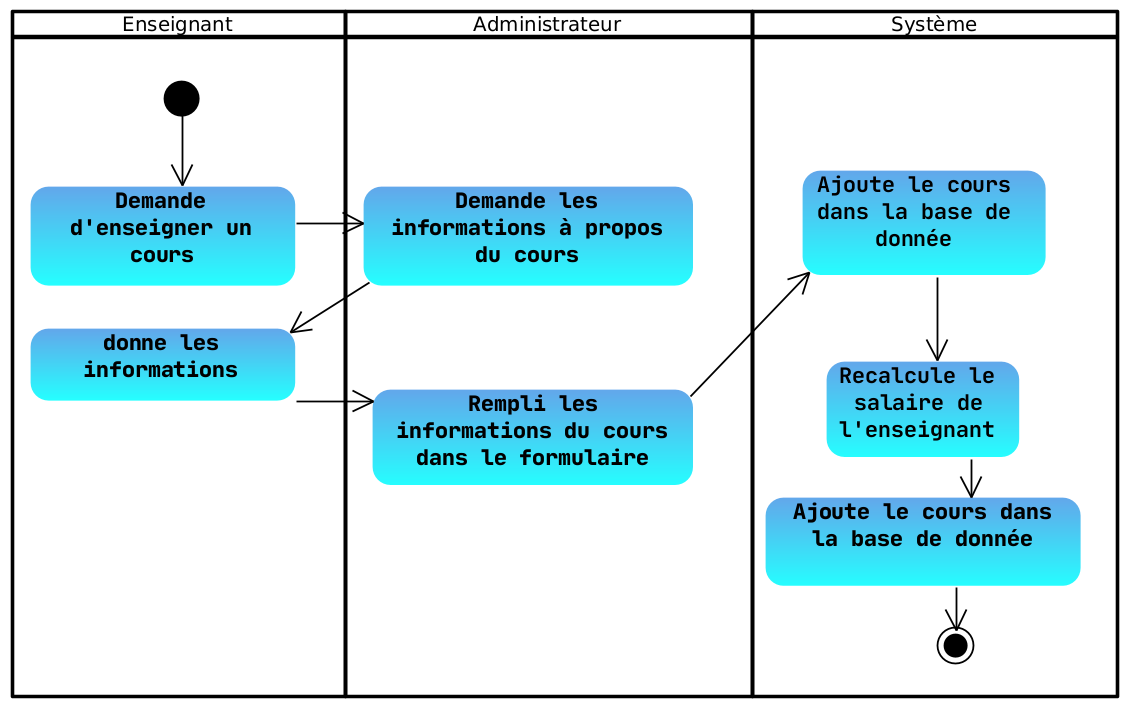 Enseignant
Administrateur
Système
Demande
d'enseigner un
cours
Demande les
informations à propos
du cours
donne les
informations
Rempli les
informations du cours
dans le formulaire
Ajoute le cours
dans la base de
donnée
Recalcule le
salaire de
l'enseignant
Ajoute le cours dans
la base de donnée